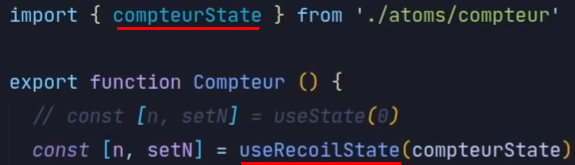 import { compteurState } from './atoms/compteur'
export function Compteur () {
// const [n, setN] = useState(0)
const [n, setN] = useRecoilState(compteurState)